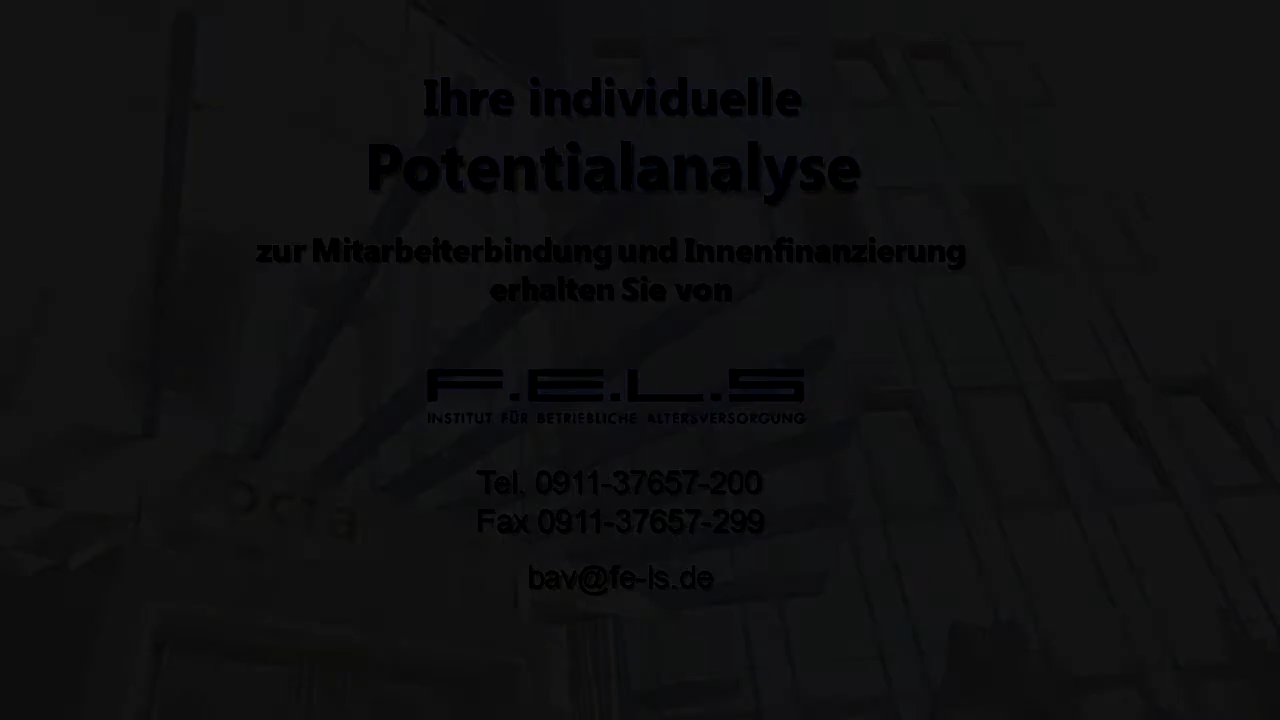 Ihre individuelle
Potentialanalyse
zur Mitarbeiterbindung und Innenfinanzierung
erhalten Sie von
F.E.L.S
INSTITUT FÜR BETRIEBLICHE ALTERSVERSORGUNG
Tel. 0911-37657-200
Fax 0911-37657-299
bav@fe-ls.de